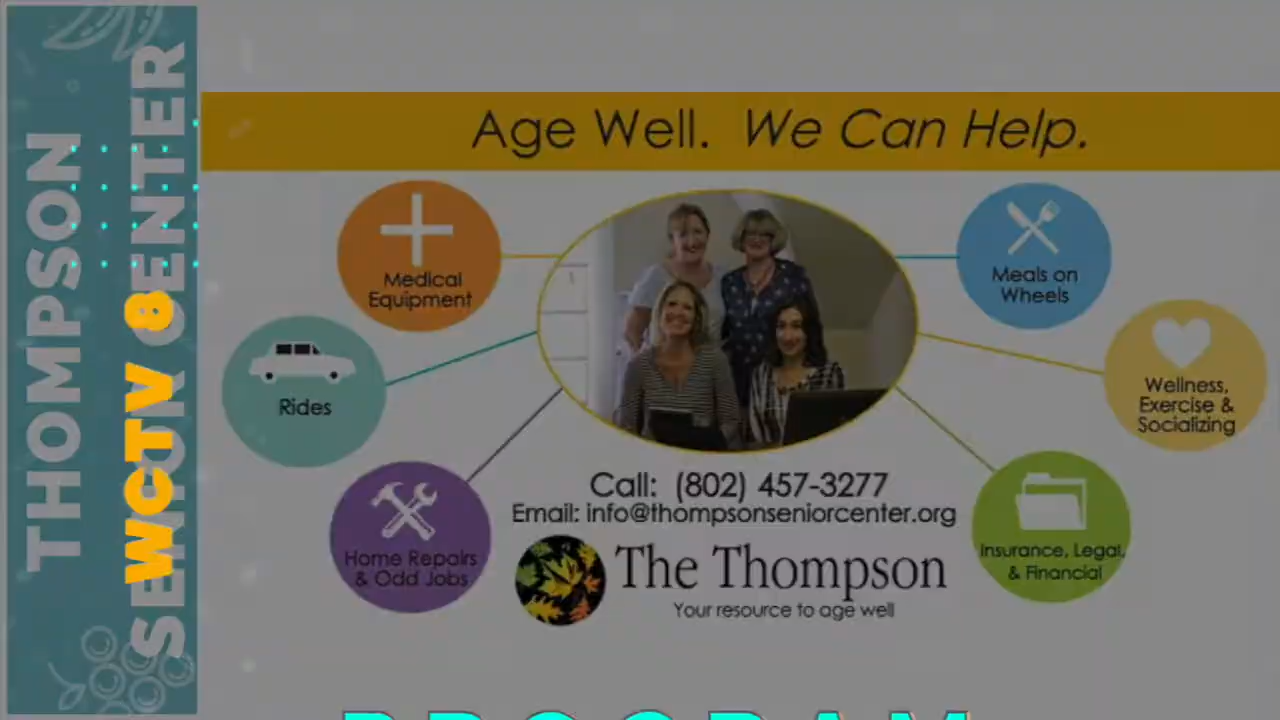 THOMPSON
SENIOR CENTER
WCTV 8
Age Well. We Can Help.
Medical
Equipment
Meals on
Wheels
Rides
Wellness,
Exercise &
Socializing
Home Repairs
& Odd Jobs
Insurance, Legal,
& Financial
Call: (802) 457-3277
Email: info@thompsonseniorcenter.org
The Thompson
Your resource to age well
PROGRAM